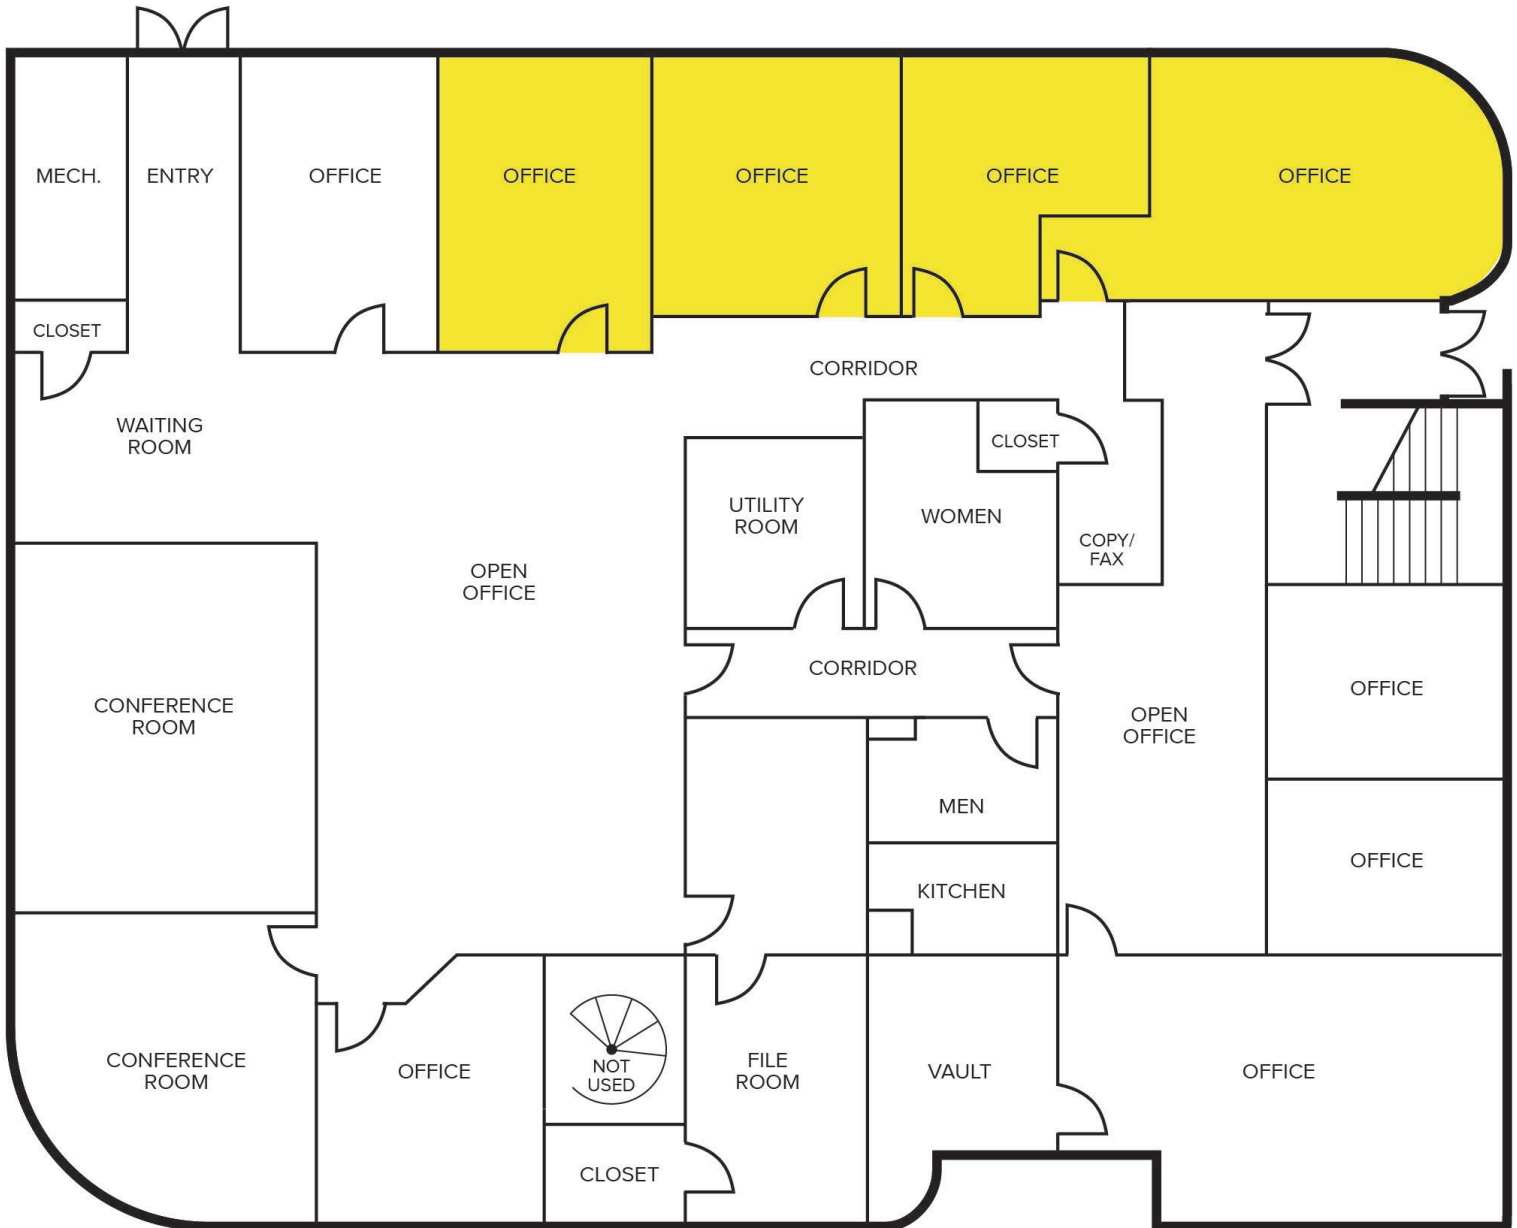 MECH.
ENTRY
OFFICE
OFFICE
OFFICE
OFFICE
OFFICE
CLOSET
CORRIDOR
WAITING
ROOM
CLOSET
UTILITY
ROOM
WOMEN
COPY/
FAX
OPEN
OFFICE
CORRIDOR
OFFICE
CONFERENCE
ROOM
OPEN
OFFICE
MEN
OFFICE
KITCHEN
CONFERENCE
ROOM
OFFICE
NOT
USED
FILE
ROOM
VAULT
OFFICE
CLOSET